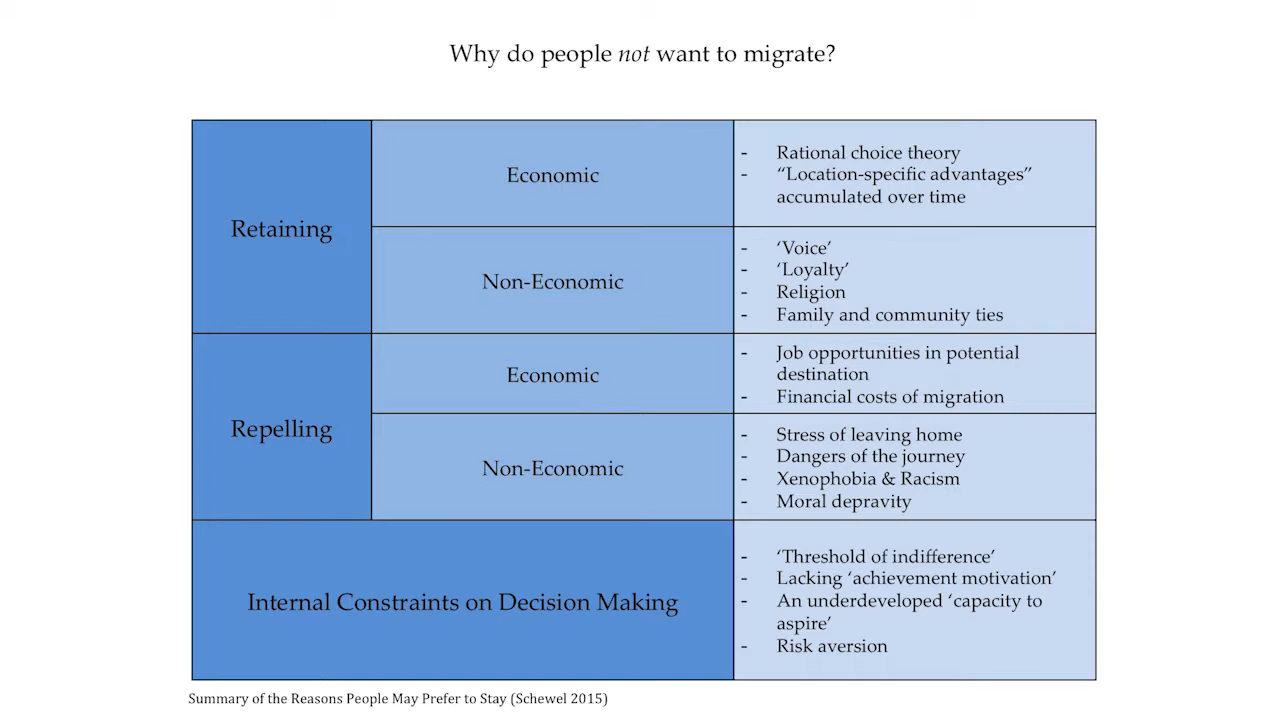 Why do people not want to migrate?
Retaining
Economic
- Rational choice theory
- “Location-specific advantages”
accumulated over time
Non-Economic
- ‘Voice’
- ‘Loyalty’
- Religion
- Family and community ties
Repelling
Economic
- Job opportunities in potential
destination
- Financial costs of migration
Non-Economic
- Stress of leaving home
- Dangers of the journey
- Xenophobia & Racism
- Moral depravity
Internal Constraints on Decision Making
- ‘Threshold of indifference’
- Lacking ‘achievement motivation’
- An underdeveloped ‘capacity to
aspire’
- Risk aversion
Summary of the Reasons People May Prefer to Stay (Schewel 2015)